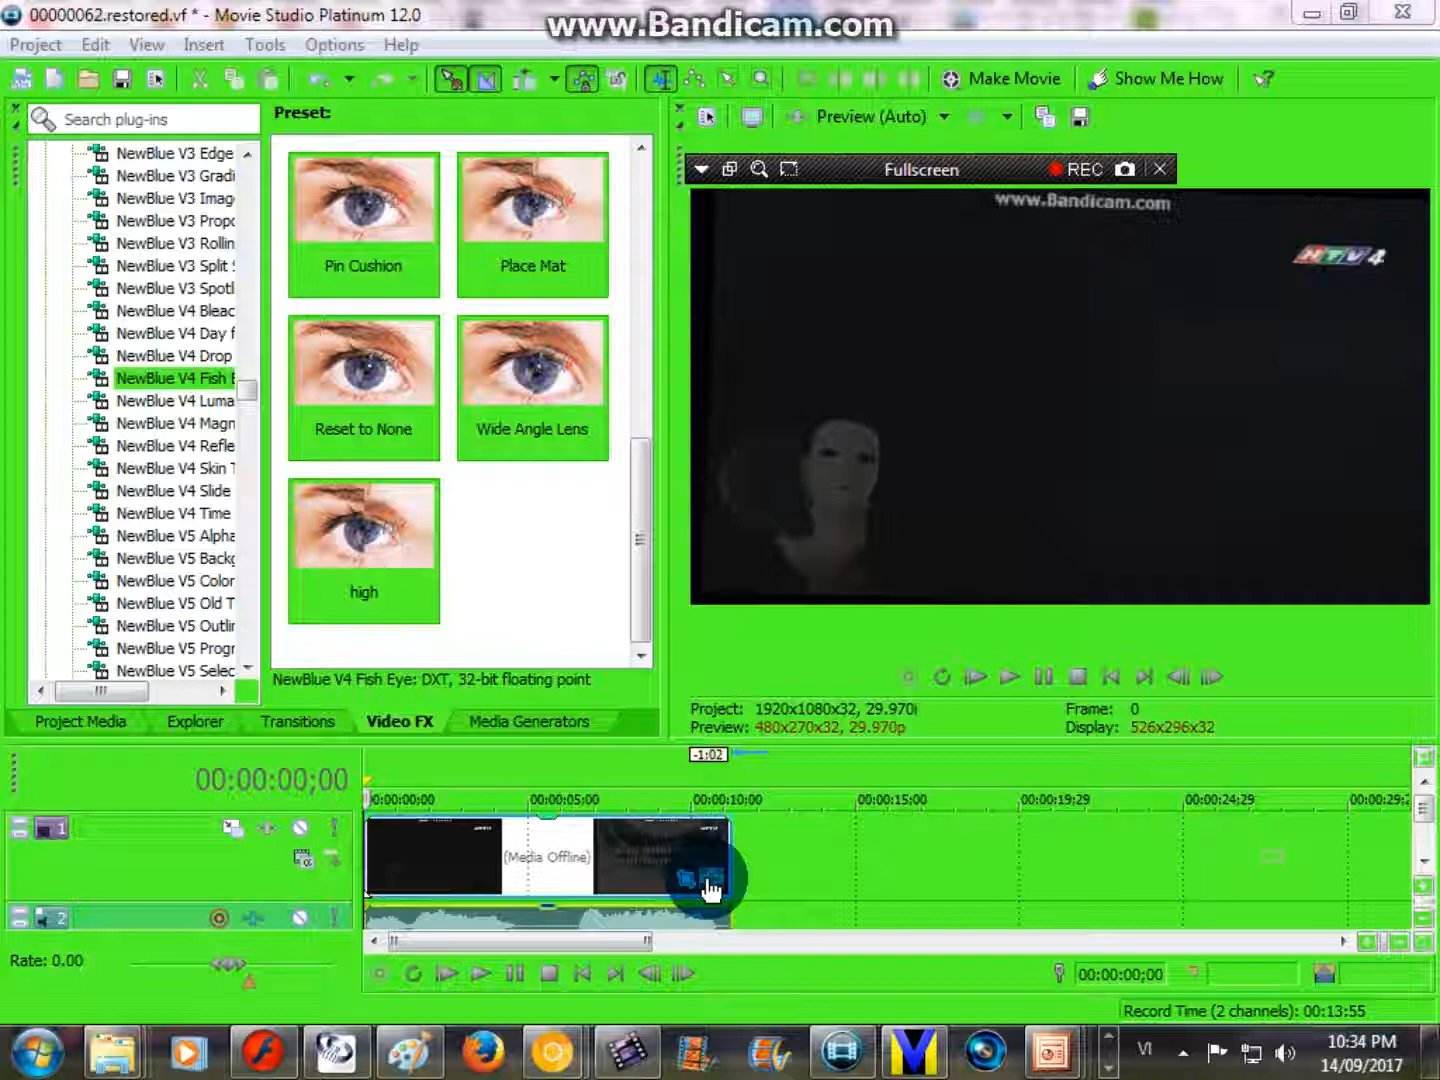 00000062.restored.vf * - Movie Studio Platinum 12.0
www.Bandicam.com
Project Edit View Insert Tools Options Help
Make Movie
Show Me How
Search plug-ins
Preset:
Preview (Auto)
Fullscreen
REC
www.Bandicam.com
HTV4
NewBlue V3 Edge
NewBlue V3 Gradi
NewBlue V3 Imag
NewBlue V3 Propo
NewBlue V3 Rollin
NewBlue V3 Split S
NewBlue V3 Spotl
NewBlue V4 Bleac
NewBlue V4 Day f
NewBlue V4 Drop
NewBlue V4 Fish E
NewBlue V4 Luma
NewBlue V4 Magn
NewBlue V4 Refle
NewBlue V4 Skin T
NewBlue V4 Slide
NewBlue V4 Time
NewBlue V5 Alpha
NewBlue V5 Backg
NewBlue V5 Color
NewBlue V5 Old T
NewBlue V5 Outlin
NewBlue V5 Progr
NewBlue V5 Selec
Pin Cushion
Place Mat
Reset to None
Wide Angle Lens
high
NewBlue V4 Fish Eye: DXT, 32-bit floating point
Project Media
Explorer
Transitions
Video FX
Media Generators
Project: 1920x1080x32, 29.970i
Frame: 0
Preview: 480x270x32, 29.970p
Display: 526x296x32
-1:02
00:00:00;00
0:00:00;00
00:00:05;00
00:00:10;00
00:00:15;00
00:00:19;29
00:00:24;29
00:00:29;2
1
(Media Offline)
2
Rate: 0.00
00:00:00;00
Record Time (2 channels): 00:13:55
VI
10:34 PM
14/09/2017